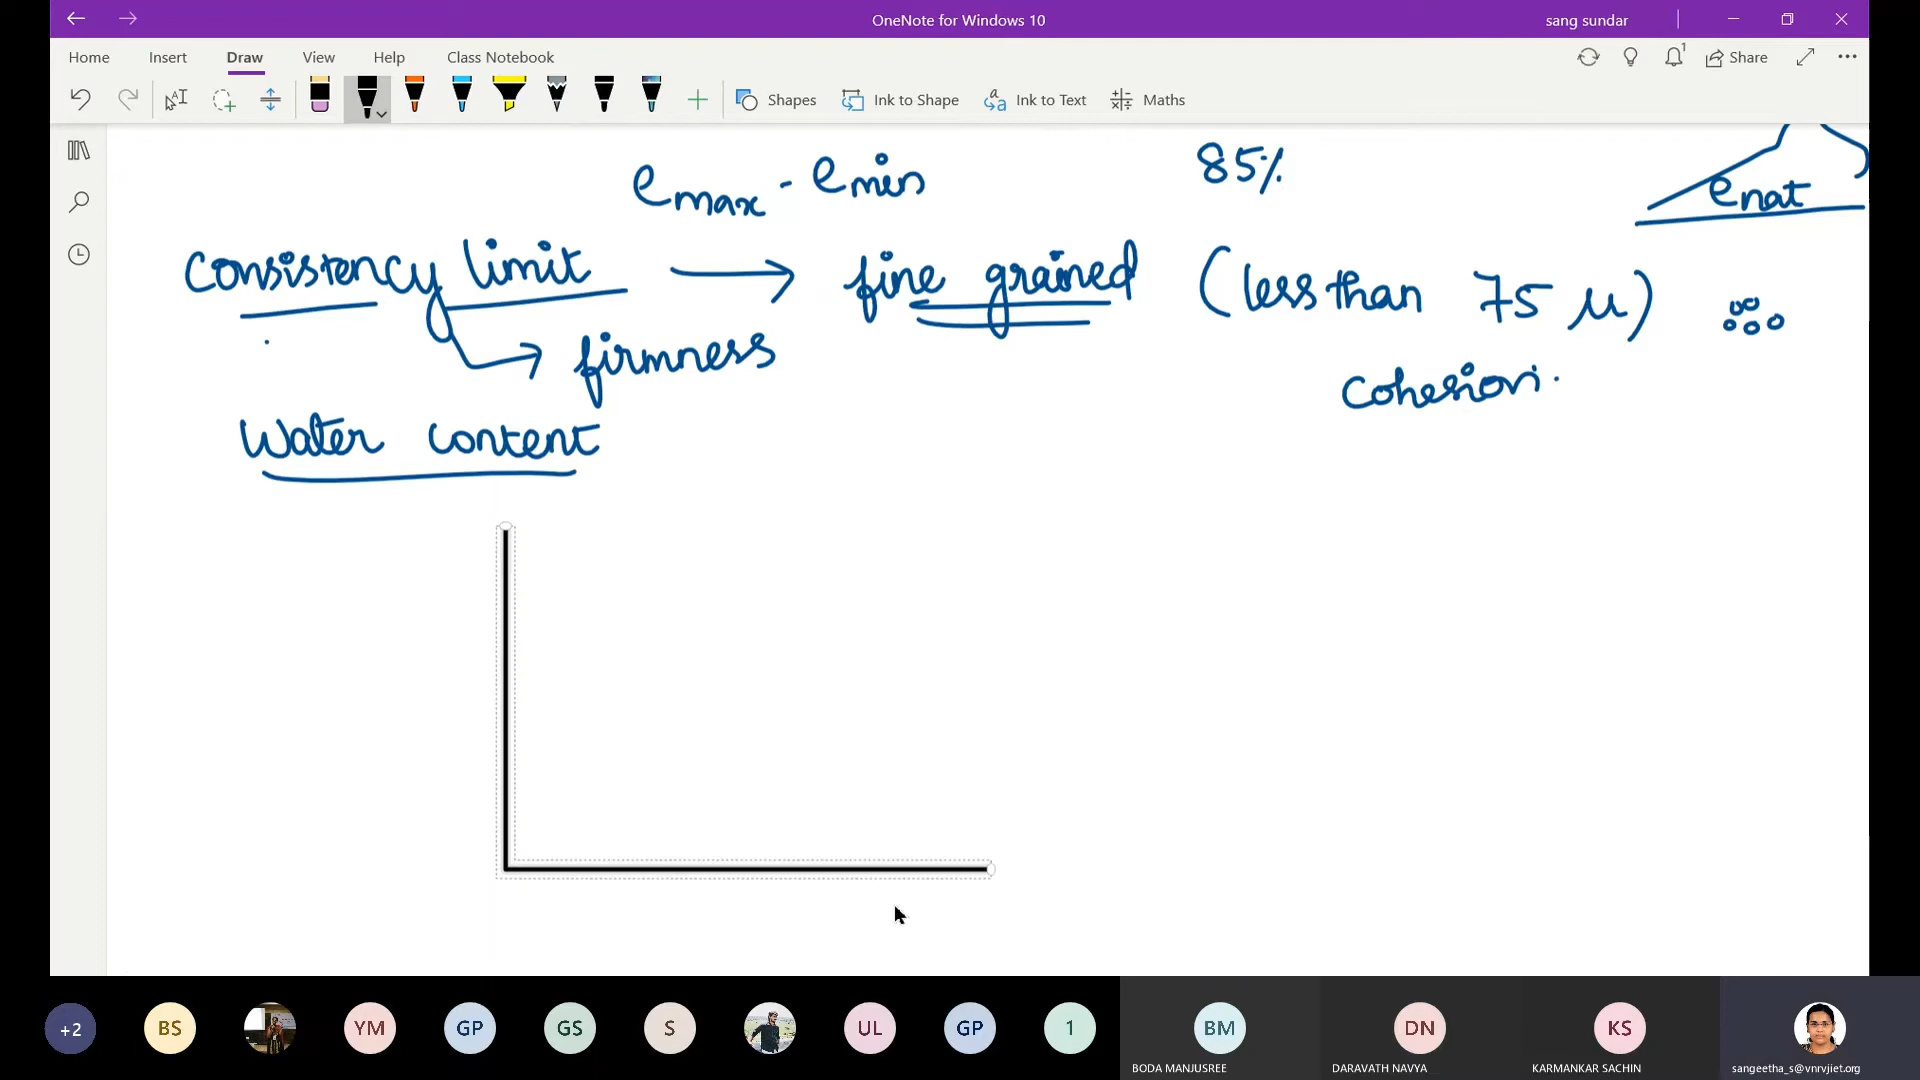 OneNote for Windows 10
sang sundar
Home Insert Draw View Help Class Notebook
1
Share
Shapes Ink to Shape Ink to Text Maths
emax - emin
85%
enat
Consistency limit → fine grained (less than 75 μ)
→ firmness
Cohesion.
Water content
+2 BS YM GP GS S UL GP 1 BM DN KS
BODA MANJUSREE DARAVATH NAVYA KARMANKAR SACHIN sangeetha_s@vnrvjiet.org